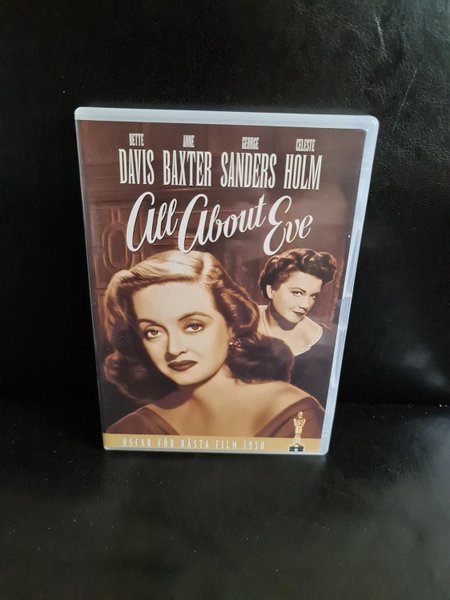 BETTE ANNE GEORGE CELESTE
DAVIS BAXTER SANDERS HOLM
All About Eve
OSCAR FÖR BÄSTA FILM 1950